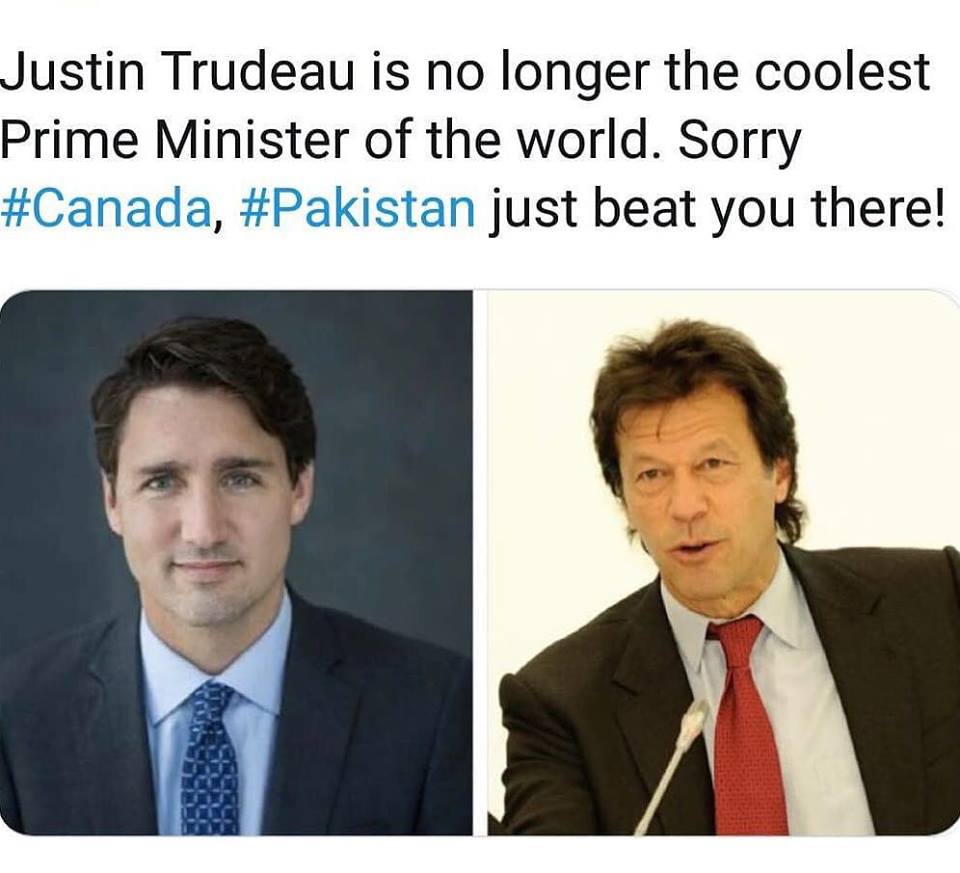 Justin Trudeau is no longer the coolest
Prime Minister of the world. Sorry
#Canada, #Pakistan just beat you there!